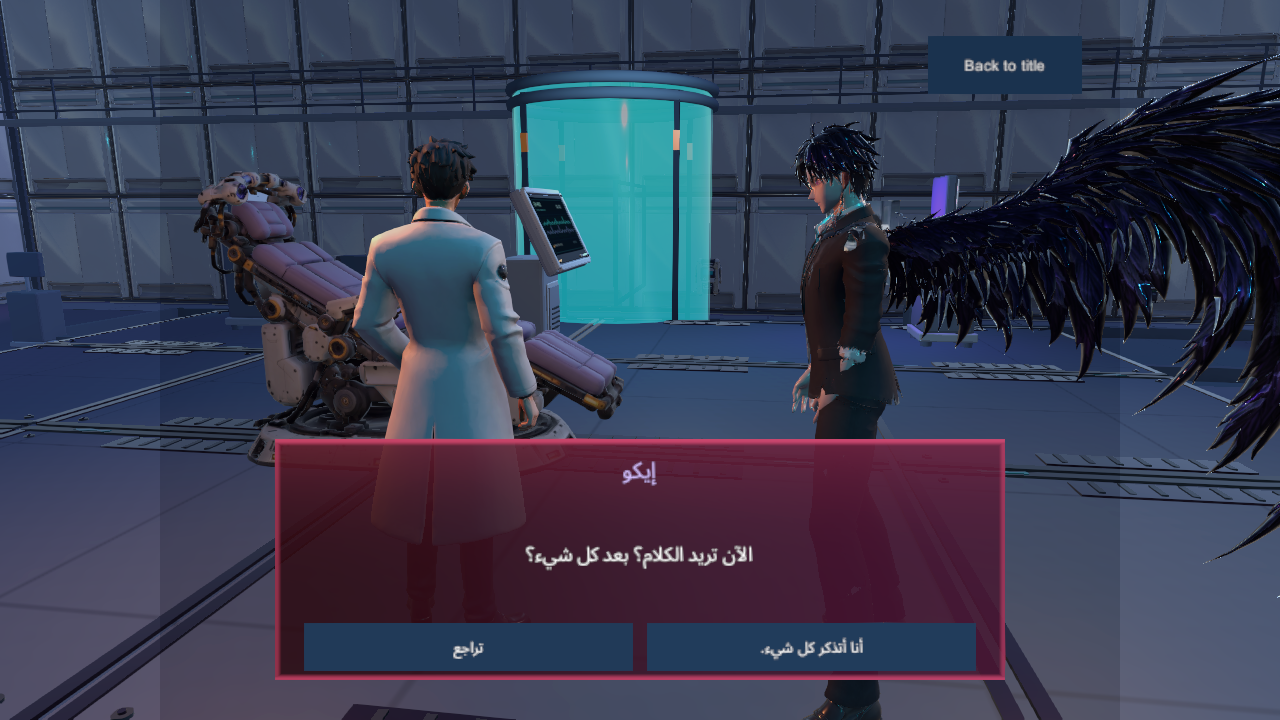 Back to title
إيكو
الآن تريد الكلام؟ بعد كل شيء؟
أنا أتذكر كل شيء.
تراجع